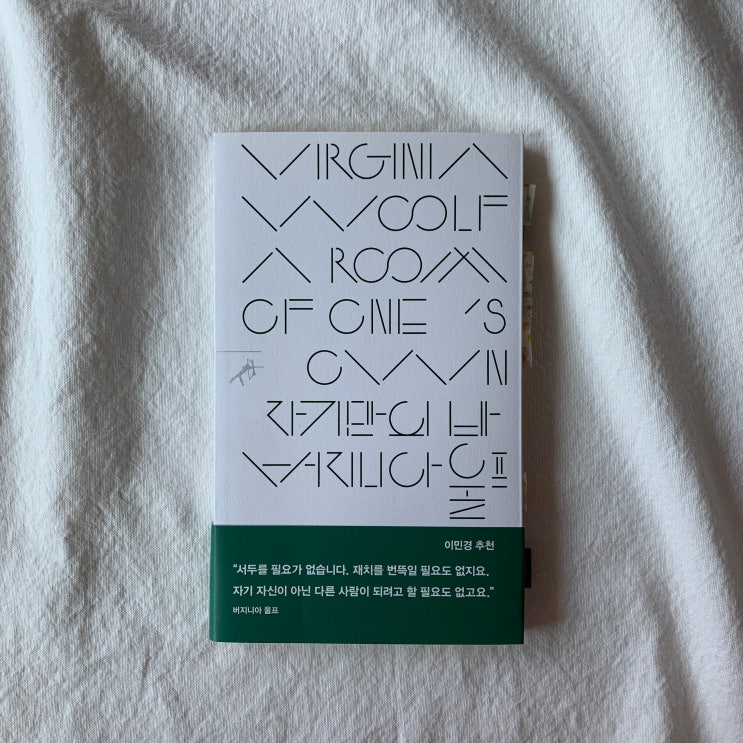 VIRGINIA
WOOLF
A ROOM
OF ONE'S
OWN
자기만의 방
버지니아 울프
이민경 추천
“서두를 필요가 없습니다. 재치를 번뜩일 필요도 없지요.
자기 자신이 아닌 다른 사람이 되려고 할 필요도 없고요.”
버지니아 울프